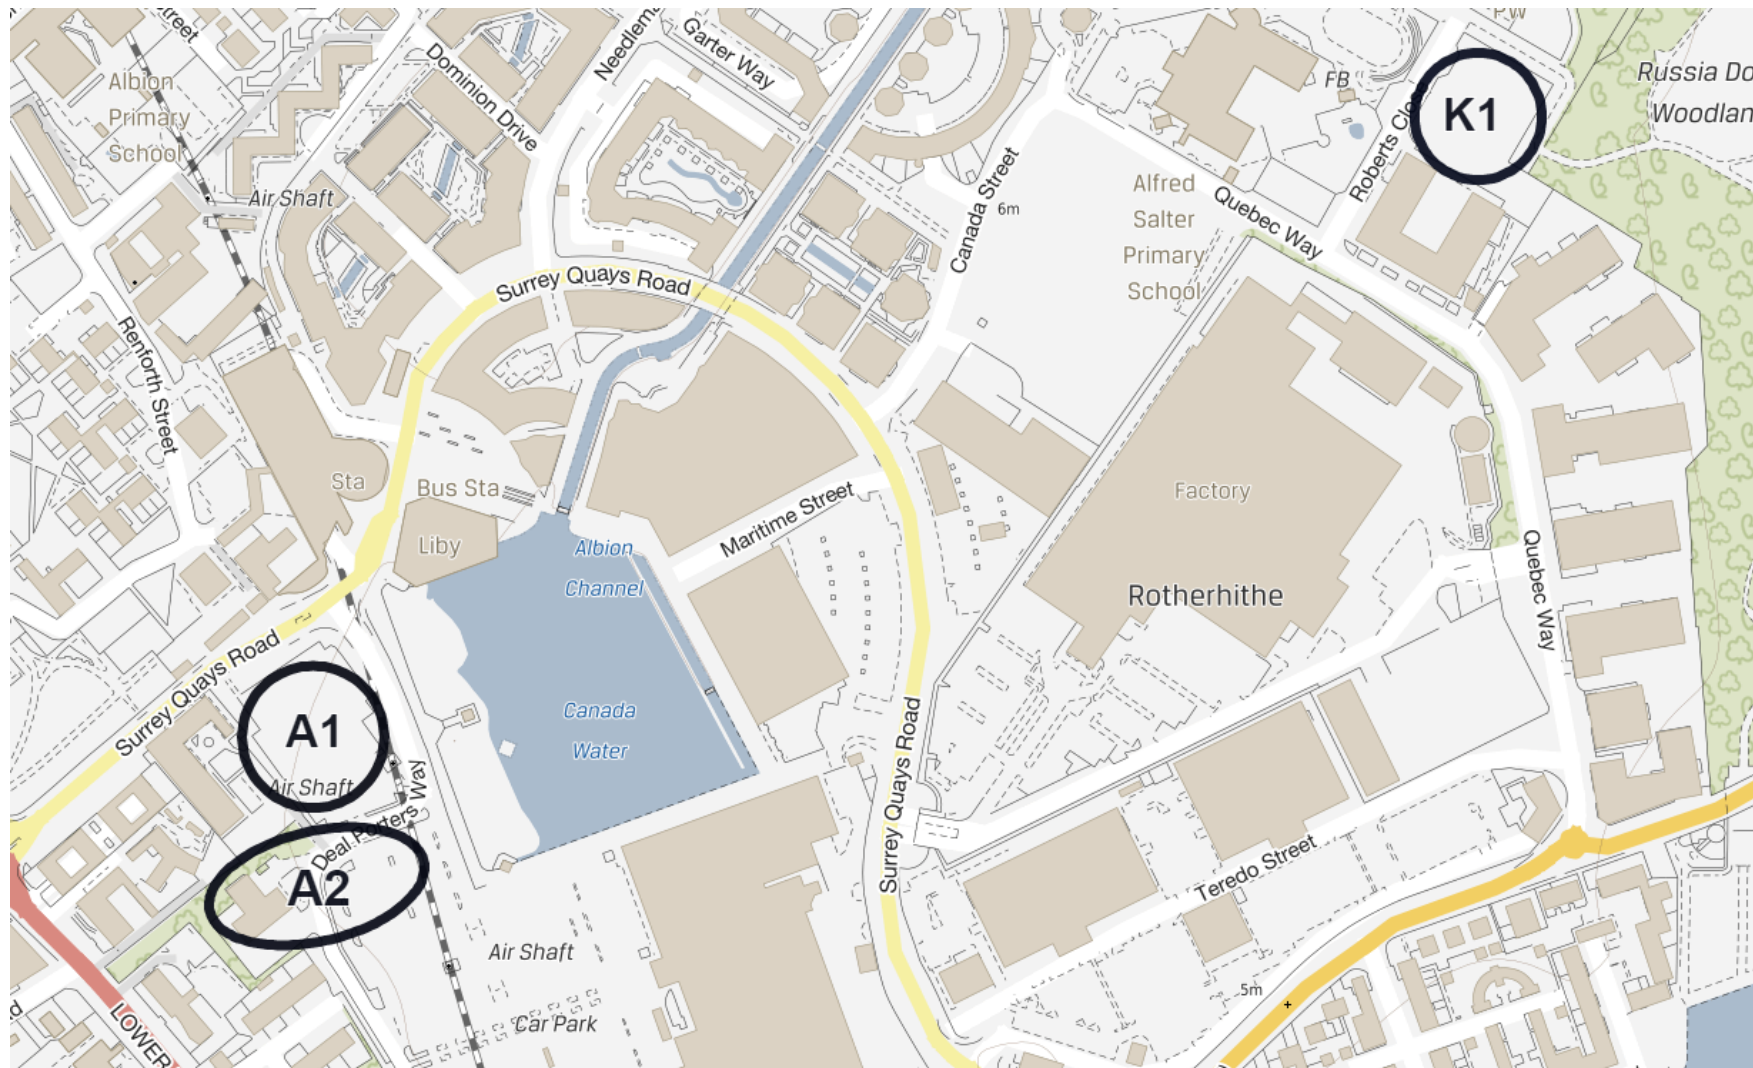 Street
Albion
Primary
School
Dominion Drive
Garter Way
FB
Russia Do
Woodlan
K1
Roberts Clo
Air Shaft
Canada Street
6m
Alfred
Salter
Primary
School
Quebec Way
Surrey Quays Road
Renforth Street
Sta
Bus Sta
Liby
Albion
Channel
Maritime Street
Factory
Rotherhithe
Quebec Way
Surrey Quays Road
A1
Air Shaft
Canada
Water
Surrey Quays Road
Deal Porters Way
A2
Teredo Street
Air Shaft
5m
Car Park
LOWER